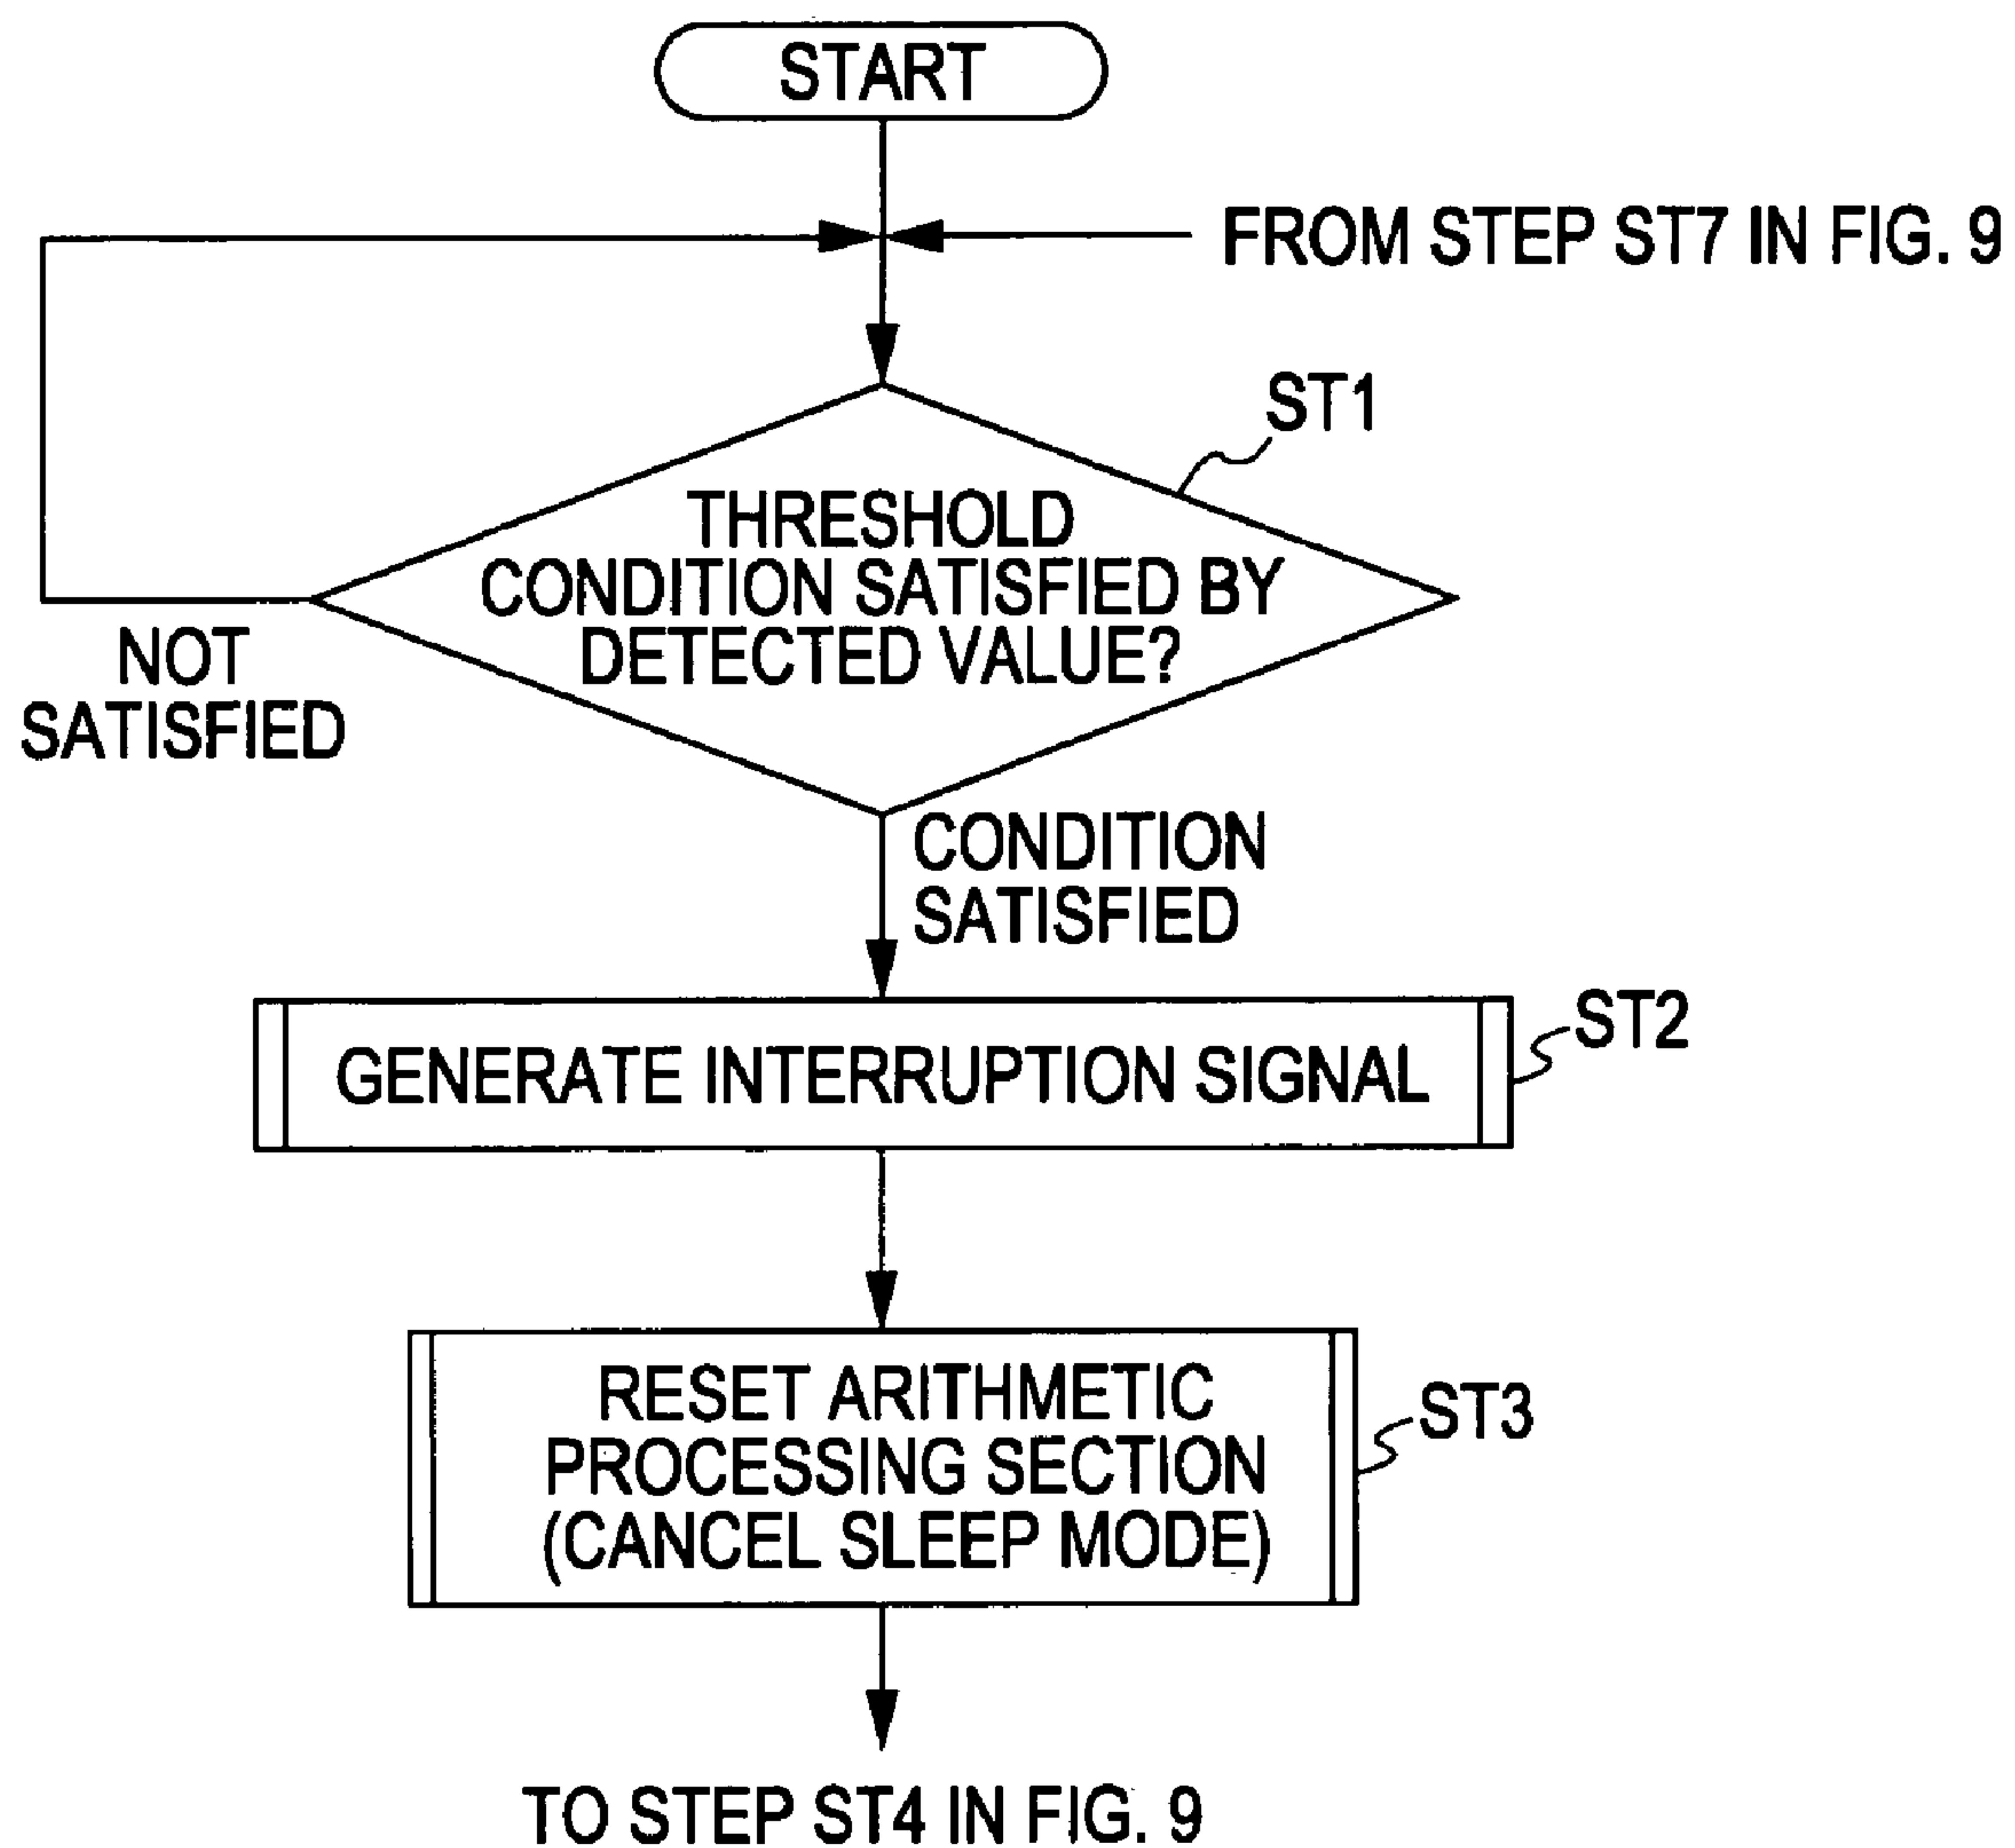 START
FROM STEP ST7 IN FIG. 9
ST1
THRESHOLD
CONDITION SATISFIED BY
DETECTED VALUE?
NOT
SATISFIED
CONDITION
SATISFIED
GENERATE INTERRUPTION SIGNAL
ST2
RESET ARITHMETIC
PROCESSING SECTION
(CANCEL SLEEP MODE)
ST3
TO STEP ST4 IN FIG. 9